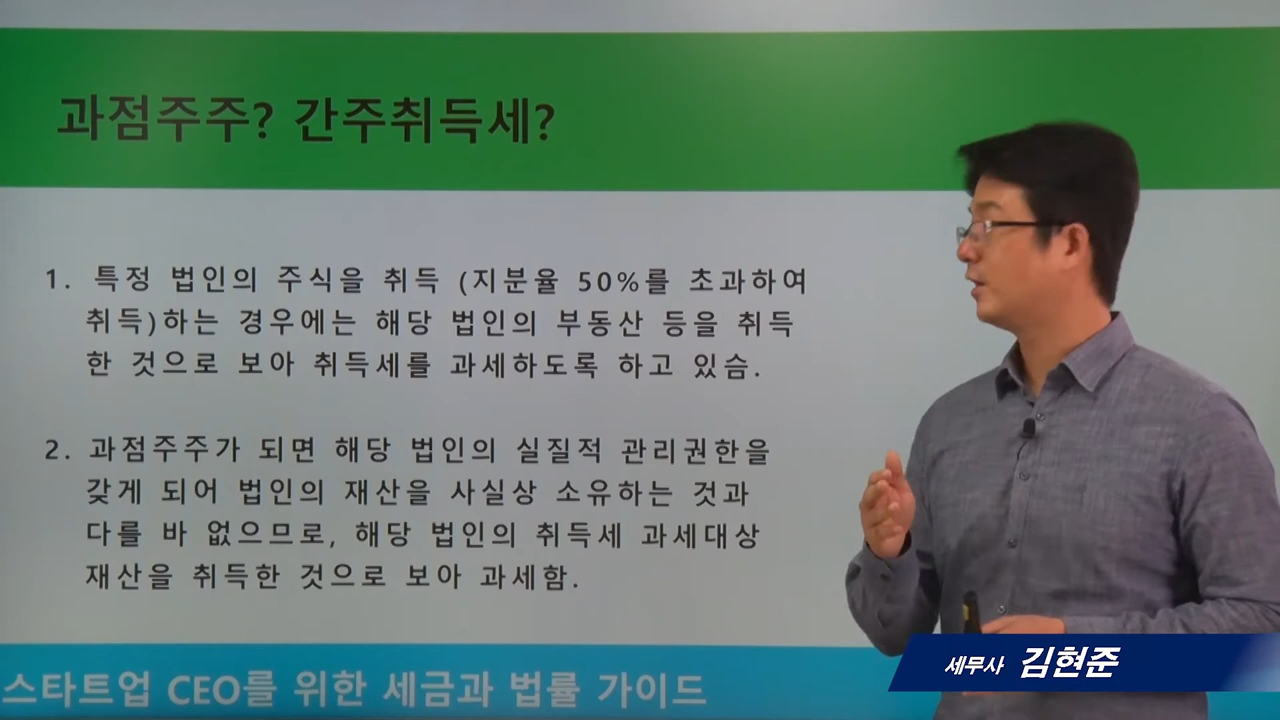 과점주주? 간주취득세?
1. 특정 법인의 주식을 취득 (지분율 50%를 초과하여
취득)하는 경우에는 해당 법인의 부동산 등을 취득
한 것으로 보아 취득세를 과세하도록 하고 있슴.
2. 과점주주가 되면 해당 법인의 실질적 관리권한을
갖게 되어 법인의 재산을 사실상 소유하는 것과
다를 바 없으므로, 해당 법인의 취득세 과세대상
재산을 취득한 것으로 보아 과세함.
스타트업 CEO를 위한 세금과 법률 가이드
세무사 김현준